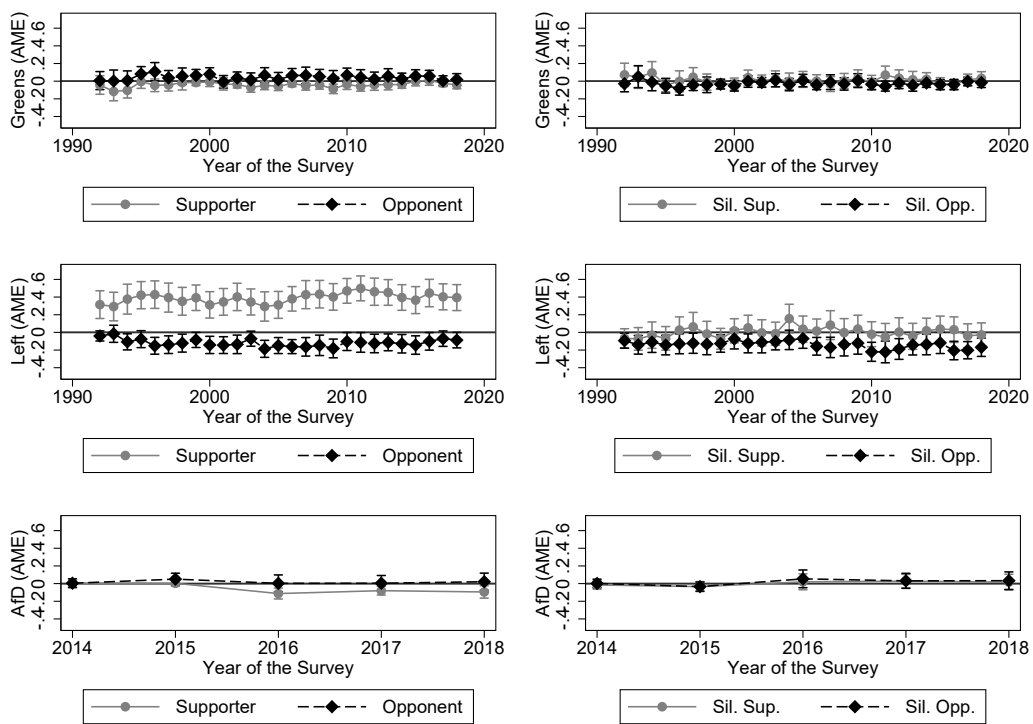 Greens (AME)
-.4-.2 0 .2 .4 .6
1990 2000 2010 2020
Year of the Survey
Supporter Opponent
Greens (AME)
-.4-.2 0 .2 .4 .6
1990 2000 2010 2020
Year of the Survey
Sil. Sup. Sil. Opp.
Left (AME)
-.4-.2 0 .2 .4 .6
1990 2000 2010 2020
Year of the Survey
Supporter Opponent
Left (AME)
-.4-.2 0 .2 .4 .6
1990 2000 2010 2020
Year of the Survey
Sil. Supp. Sil. Opp.
AfD (AME)
-.4-.2 0 .2 .4 .6
2014 2015 2016 2017 2018
Year of the Survey
Supporter Opponent
AfD (AME)
-.4-.2 0 .2 .4 .6
2014 2015 2016 2017 2018
Year of the Survey
Sil. Sup. Sil. Opp.